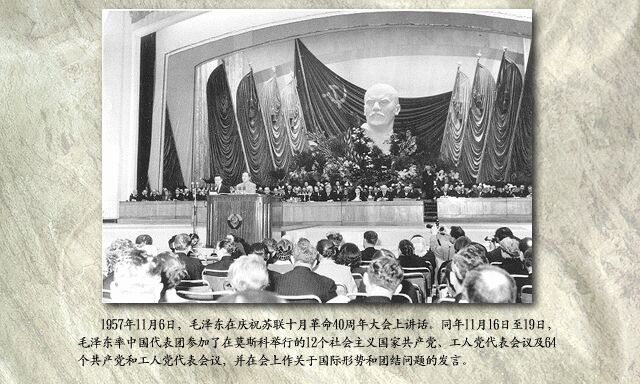 1957年11月6日，毛泽东在庆祝苏联十月革命40周年大会上讲话。同年11月16日至19日，
毛泽东率中国代表团参加了在莫斯科举行的12个社会主义国家共产党、工人党代表会议及64
个共产党和工人党代表会议，并在会上作关于国际形势和团结问题的发言。